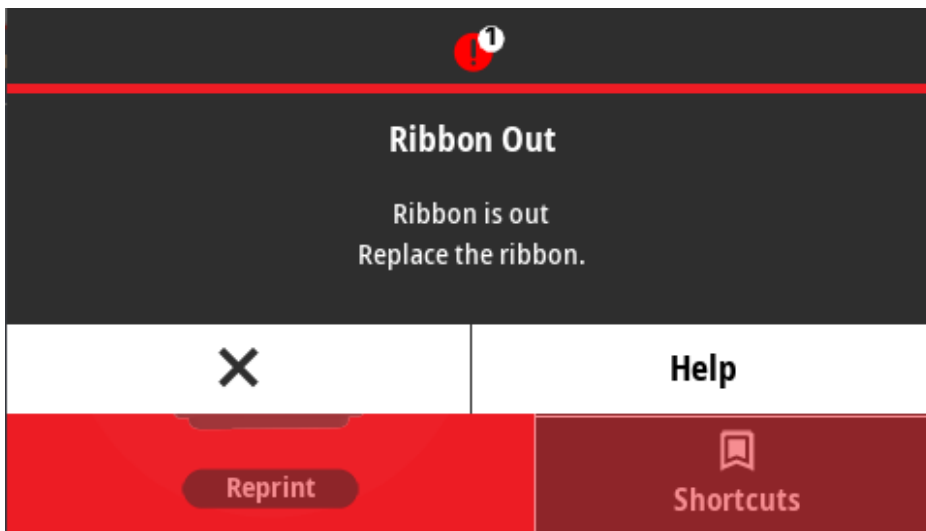 1
Ribbon Out
Ribbon is out
Replace the ribbon.
Help
Reprint
Shortcuts